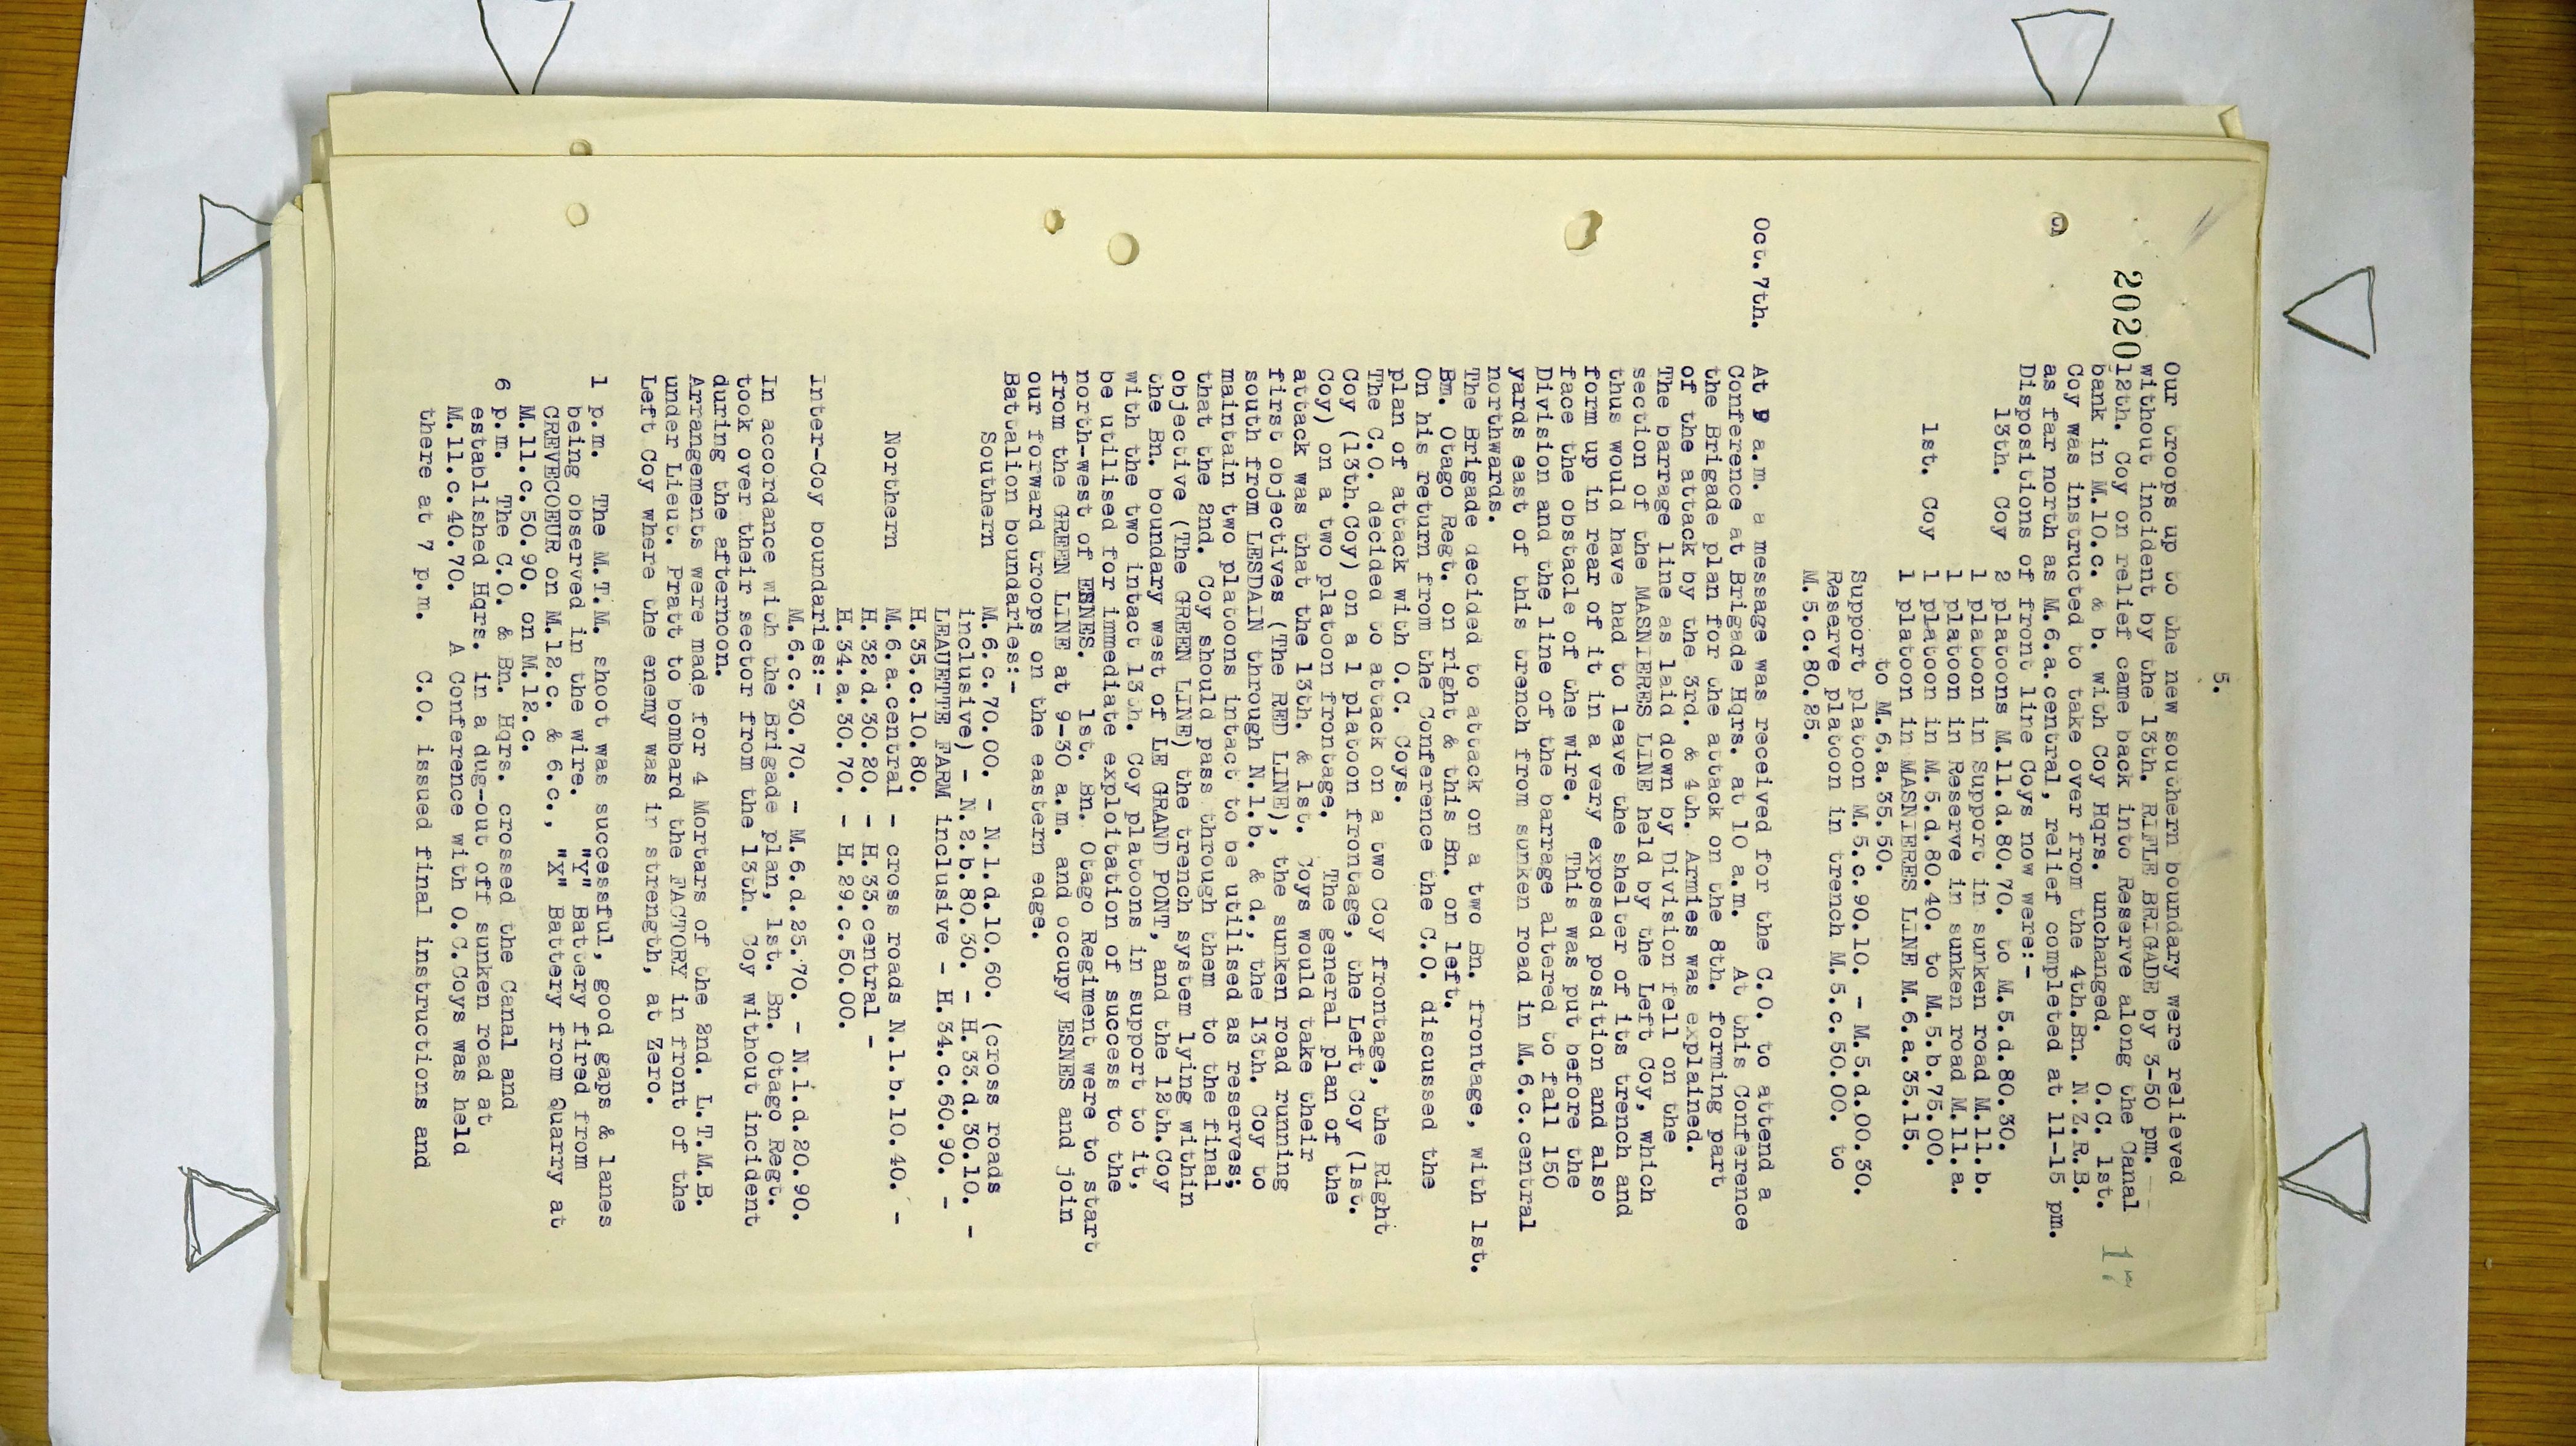 5.
Our troops up to the new southern boundary were relieved
without incident by the 13th. RIFLE BRIGADE by 3-50 pm.
2020
12th. Coy on relief came back into Reserve along the Canal
bank in M.10.c. & b. with Coy Hqrs. unchanged. O.C. 1st.
17
Coy was instructed to take over from the 4th.Bn. N.Z.R.B.
as far north as M.6.a.central, relief completed at 11-15 pm.
9
Dispositions of front line Coys now were:-
13th. Coy 2 platoons M.11.d.80.70. to M.5.d.80.30.
1 platoon in Support in sunken road M.11.b.
1 platoon in Reserve in sunken road M.11.a.
1st. Coy 1 platoon in M.5.d.80.40. to M.5.b.75.00.
1 platoon in MASNIERES LINE M.6.a.35.15.
to M.6.a.35.50.
Support platoon M.5.c.90.10. - M.5.d.00.30.
Reserve platoon in trench M.5.c.50.00. to
M.5.c.80.25.
Oct.7th. At 9 a.m. a message was received for the C.O. to attend a
Conference at Brigade Hqrs. at 10 a.m. At this Conference
the Brigade plan for the attack on the 8th. forming part
of the attack by the 3rd. & 4th. Armies was explained.
The barrage line as laid down by Division fell on the
section of the MASNIERES LINE held by the Left Coy, which
thus would have had to leave the shelter of its trench and
form up in rear of it in a very exposed position and also
face the obstacle of the wire. This was put before the
Division and the line of the barrage altered to fall 150
yards east of this trench from sunken road in M.6.c.central
northwards.
The Brigade decided to attack on a two Bn. frontage, with 1st.
Bn. Otago Regt. on right & this Bn. on left.
On his return from the Conference the C.O. discussed the
plan of attack with O.C. Coys.
The C.O. decided to attack on a two Coy frontage, the Right
Coy (13th.Coy) on a 1 platoon frontage, the Left Coy (1st.
Coy) on a two platoon frontage. The general plan of the
attack was that the 13th. & 1st. Coys would take their
first objectives (The RED LINE), the sunken road running
south from LESDAIN through N.1.b. & d., the 13th. Coy to
maintain two platoons intact to be utilised as reserves;
that the 2nd. Coy should pass through them to the final
objective (The GREEN LINE) the trench system lying within
the Bn. boundary west of LE GRAND PONT, and the 12th.Coy
with the two intact 13th. Coy platoons in support to it,
be utilised for immediate exploitation of success to the
north-west of ESNES. 1st. Bn. Otago Regiment were to start
from the GREEN LINE at 9-30 a.m. and occupy ESNES and join
our forward troops on the eastern edge.
Battalion boundaries:-
Southern M.6.c.70.00. - N.1.d.10.60. (cross roads
inclusive) - N.2.b.80.30. - H.33.d.30.10. -
LEAUETTE FARM inclusive - H.34.c.60.90. -
H.35.c.10.80.
Northern M.6.a.central - cross roads N.1.b.10.40. -
H.32.d.30.20. - H.33.central -
H.34.a.30.70. - H.29.c.50.00.
Inter-Coy boundaries:-
M.6.c.30.70. - M.6.d.25.70. - N.1.d.20.90.
In accordance with the Brigade plan, 1st. Bn. Otago Regt.
took over their sector from the 13th. Coy without incident
during the afternoon.
Arrangements were made for 4 Mortars of the 2nd. L.T.M.B.
under Lieut. Pratt to bombard the FACTORY in front of the
Left Coy where the enemy was in strength, at Zero.
1 p.m. The M.T.M. shoot was successful, good gaps & lanes
being observed in the wire. "Y" Battery fired from
CREVECOEUR on M.12.c. & 6.c., "X" Battery from Quarry at
M.11.c.50.90. on M.12.c.
6 p.m. The C.O. & Bn. Hqrs. crossed the Canal and
established Hqrs. in a dug-out off sunken road at
M.11.c.40.70. A Conference with O.C.Coys was held
there at 7 p.m. C.O. issued final instructions and